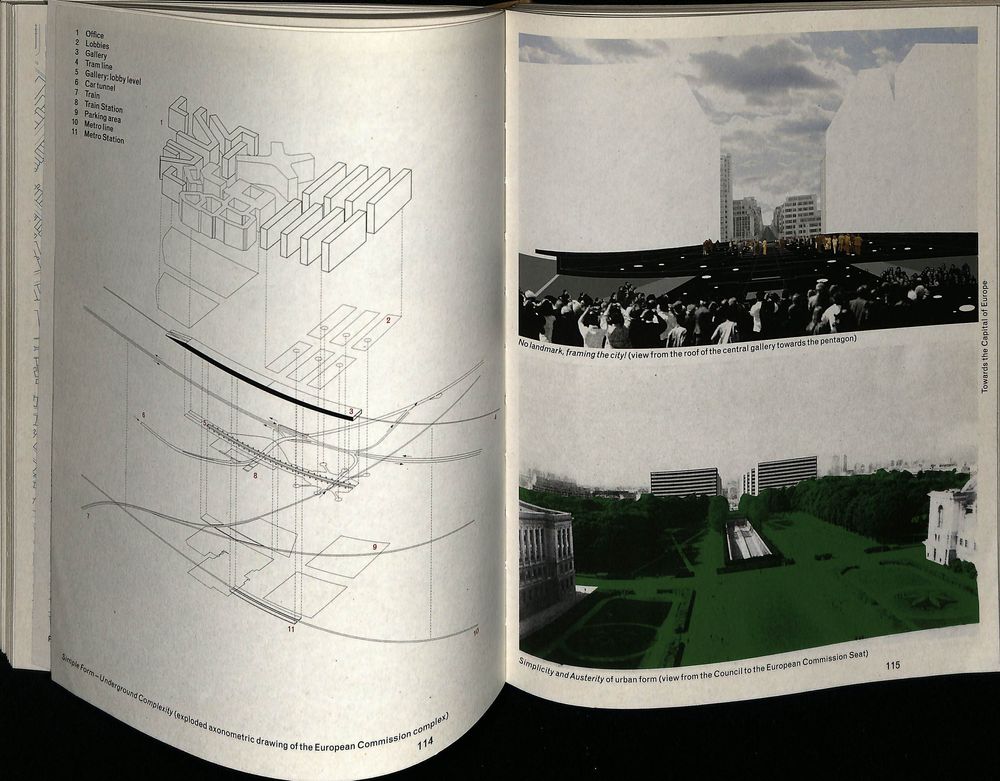 1 Office
2 Lobbies
3 Gallery
4 Tram line
5 Gallery: lobby level
6 Car tunnel
7 Train
8 Train Station
9 Parking area
10 Metro line
11 Metro Station
1
2
3
4
5
6
8
7
9
11
10
Simple Form – Underground Complexity (exploded axonometric drawing of the European Commission complex)
114
No landmark, framing the city! (view from the roof of the central gallery towards the pentagon)
Towards the Capital of Europe
Simplicity and Austerity of urban form (view from the Council to the European Commission Seat)
115